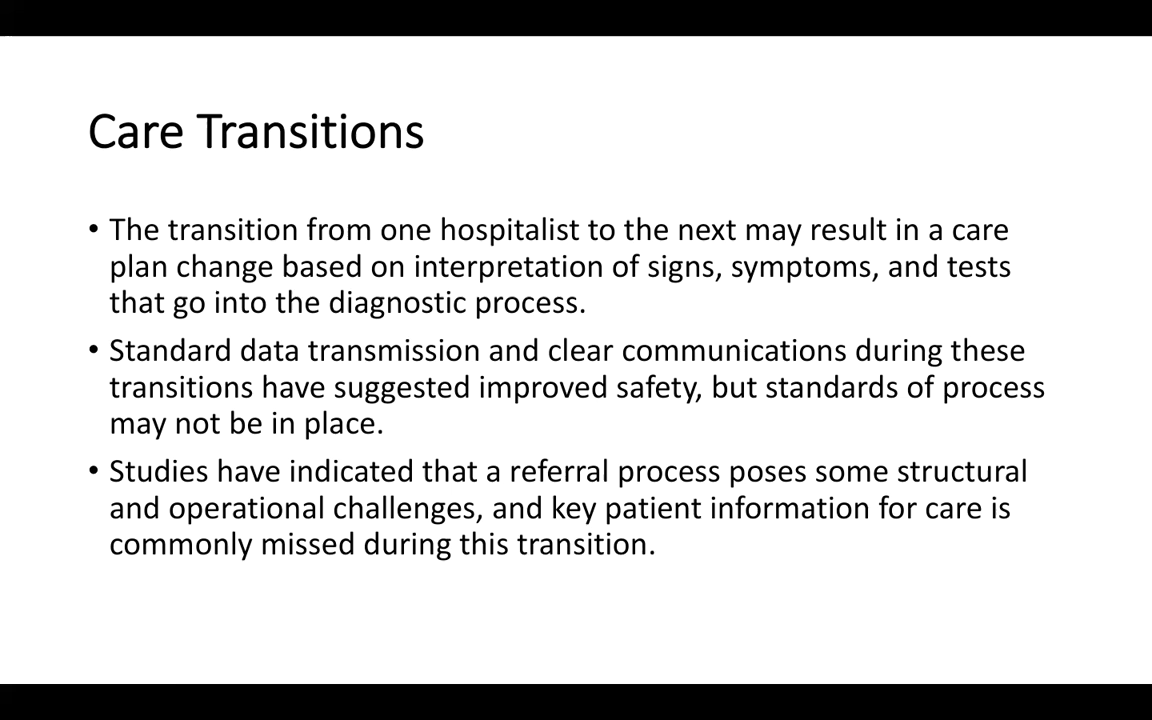 Care Transitions
• The transition from one hospitalist to the next may result in a care
plan change based on interpretation of signs, symptoms, and tests
that go into the diagnostic process.
• Standard data transmission and clear communications during these
transitions have suggested improved safety, but standards of process
may not be in place.
• Studies have indicated that a referral process poses some structural
and operational challenges, and key patient information for care is
commonly missed during this transition.